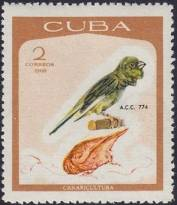 CUBA
2
CORREOS
1968
A.C.C. 774
CANARICULTURA